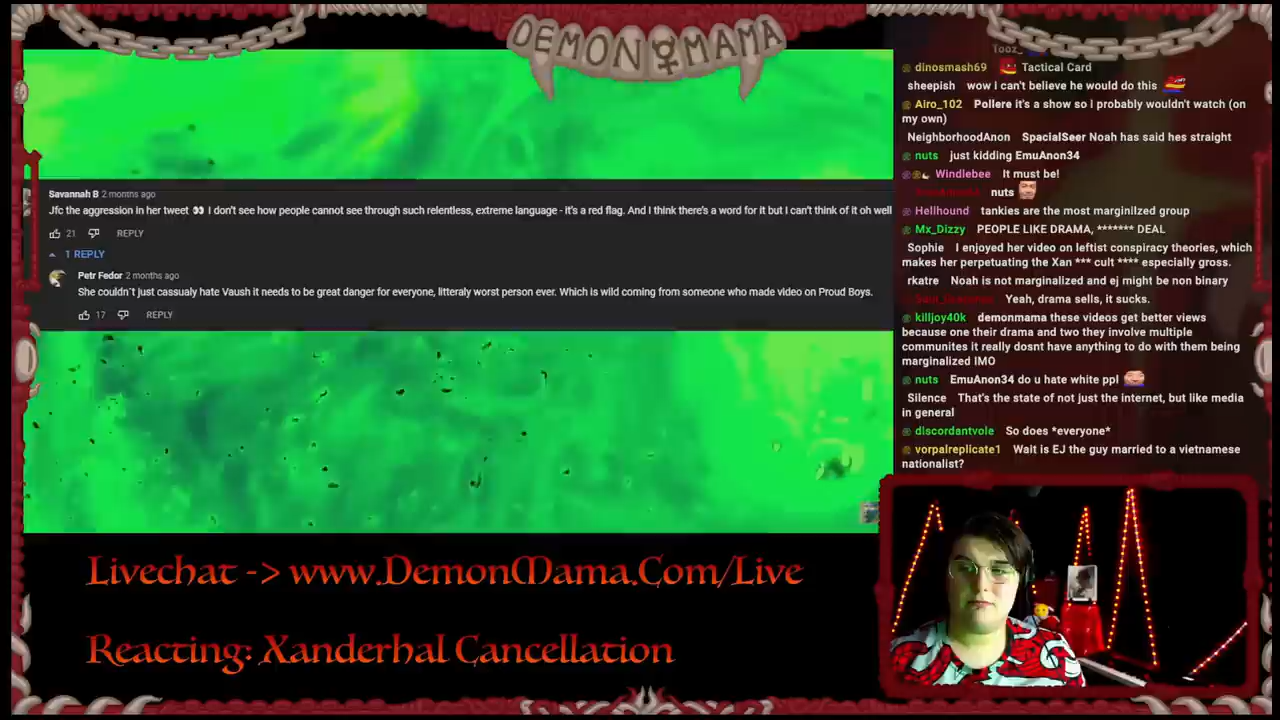 DEMON MAMA
Savannah B 2 months ago
Jfc the aggression in her tweet 👀 I don't see how people cannot see through such relentless, extreme language - it's a red flag. And I think there's a word for it but I can't think of it oh well
21 REPLY
1 REPLY
Petr Fedor 2 months ago
She couldn´t just cassualy hate Vaush it needs to be great danger for everyone, litteraly worst person ever. Which is wild coming from someone who made video on Proud Boys.
17 REPLY
Livechat -> www.DemonMama.Com/Live
Reacting: Xanderhal Cancellation
Tooz_
dinosmash69 Tactical Card
sheepish wow i can't believe he would do this
Airo_102 Pollere it's a show so I probably wouldn't watch (on
my own)
NeighborhoodAnon SpacialSeer Noah has said hes straight
nuts just kidding EmuAnon34
Windlebee It must be!
nuts
Hellhound tankies are the most marginilzed group
Mx_Dizzy PEOPLE LIKE DRAMA, ******* DEAL
Sophie I enjoyed her video on leftist conspiracy theories, which
makes her perpetuating the Xan *** cult **** especially gross.
rkatre Noah is not marginalized and ej might be non binary
Yeah, drama sells, it sucks.
killjoy40k demonmama these videos get better views
because one their drama and two they involve multiple
communites it really dosnt have anything to do with them being
marginalized IMO
nuts EmuAnon34 do u hate white ppl
Silence That's the state of not just the internet, but like media
in general
discordantvole So does *everyone*
vorpalreplicate1 Wait is EJ the guy married to a vietnamese
nationalist?